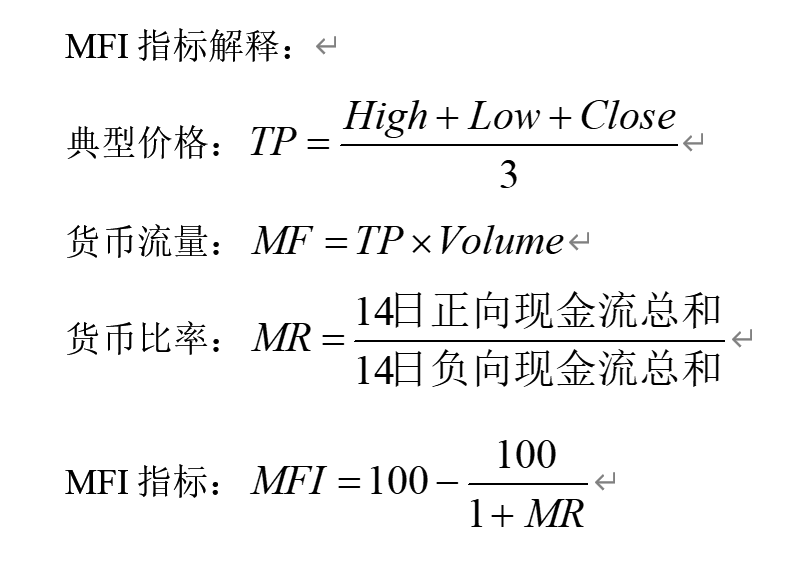 MFI 指标解释：
典型价格：TP = (High + Low + Close) / 3
货币流量：MF = TP × Volume
货币比率：MR = 14日正向现金流总和 / 14日负向现金流总和
MFI 指标：MFI = 100 − 100 / (1 + MR)